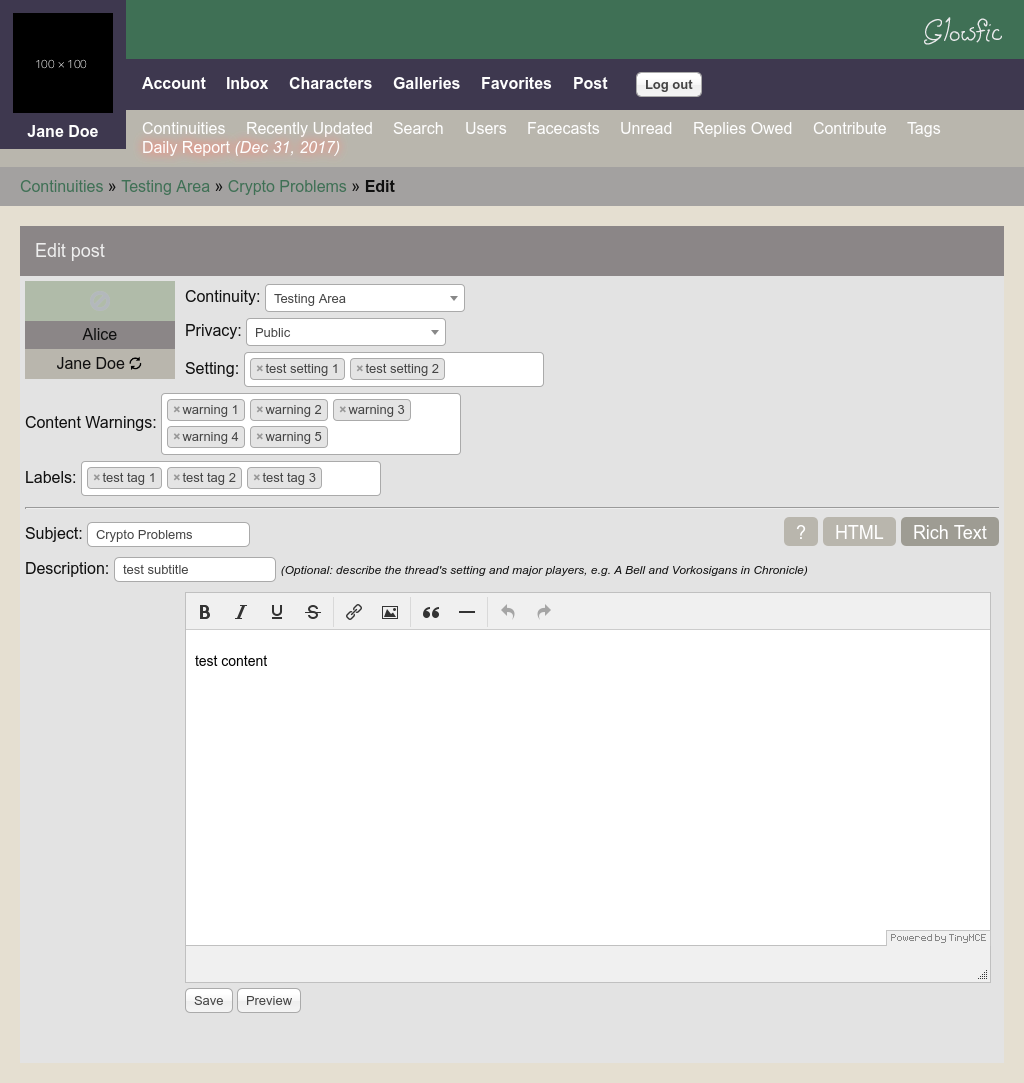 Glowfic
100 × 100
Jane Doe
Account Inbox Characters Galleries Favorites Post Log out
Continuities Recently Updated Search Users Facecasts Unread Replies Owed Contribute Tags
Daily Report (Dec 31, 2017)
Continuities » Testing Area » Crypto Problems » Edit
Edit post
Alice
Jane Doe
Continuity: Testing Area
Privacy: Public
Setting: ×test setting 1 ×test setting 2
Content Warnings: ×warning 1 ×warning 2 ×warning 3
×warning 4 ×warning 5
Labels: ×test tag 1 ×test tag 2 ×test tag 3
Subject: Crypto Problems
? HTML Rich Text
Description: test subtitle (Optional: describe the thread's setting and major players, e.g. A Bell and Vorkosigans in Chronicle)
B I U S
test content
Powered by TinyMCE
Save Preview